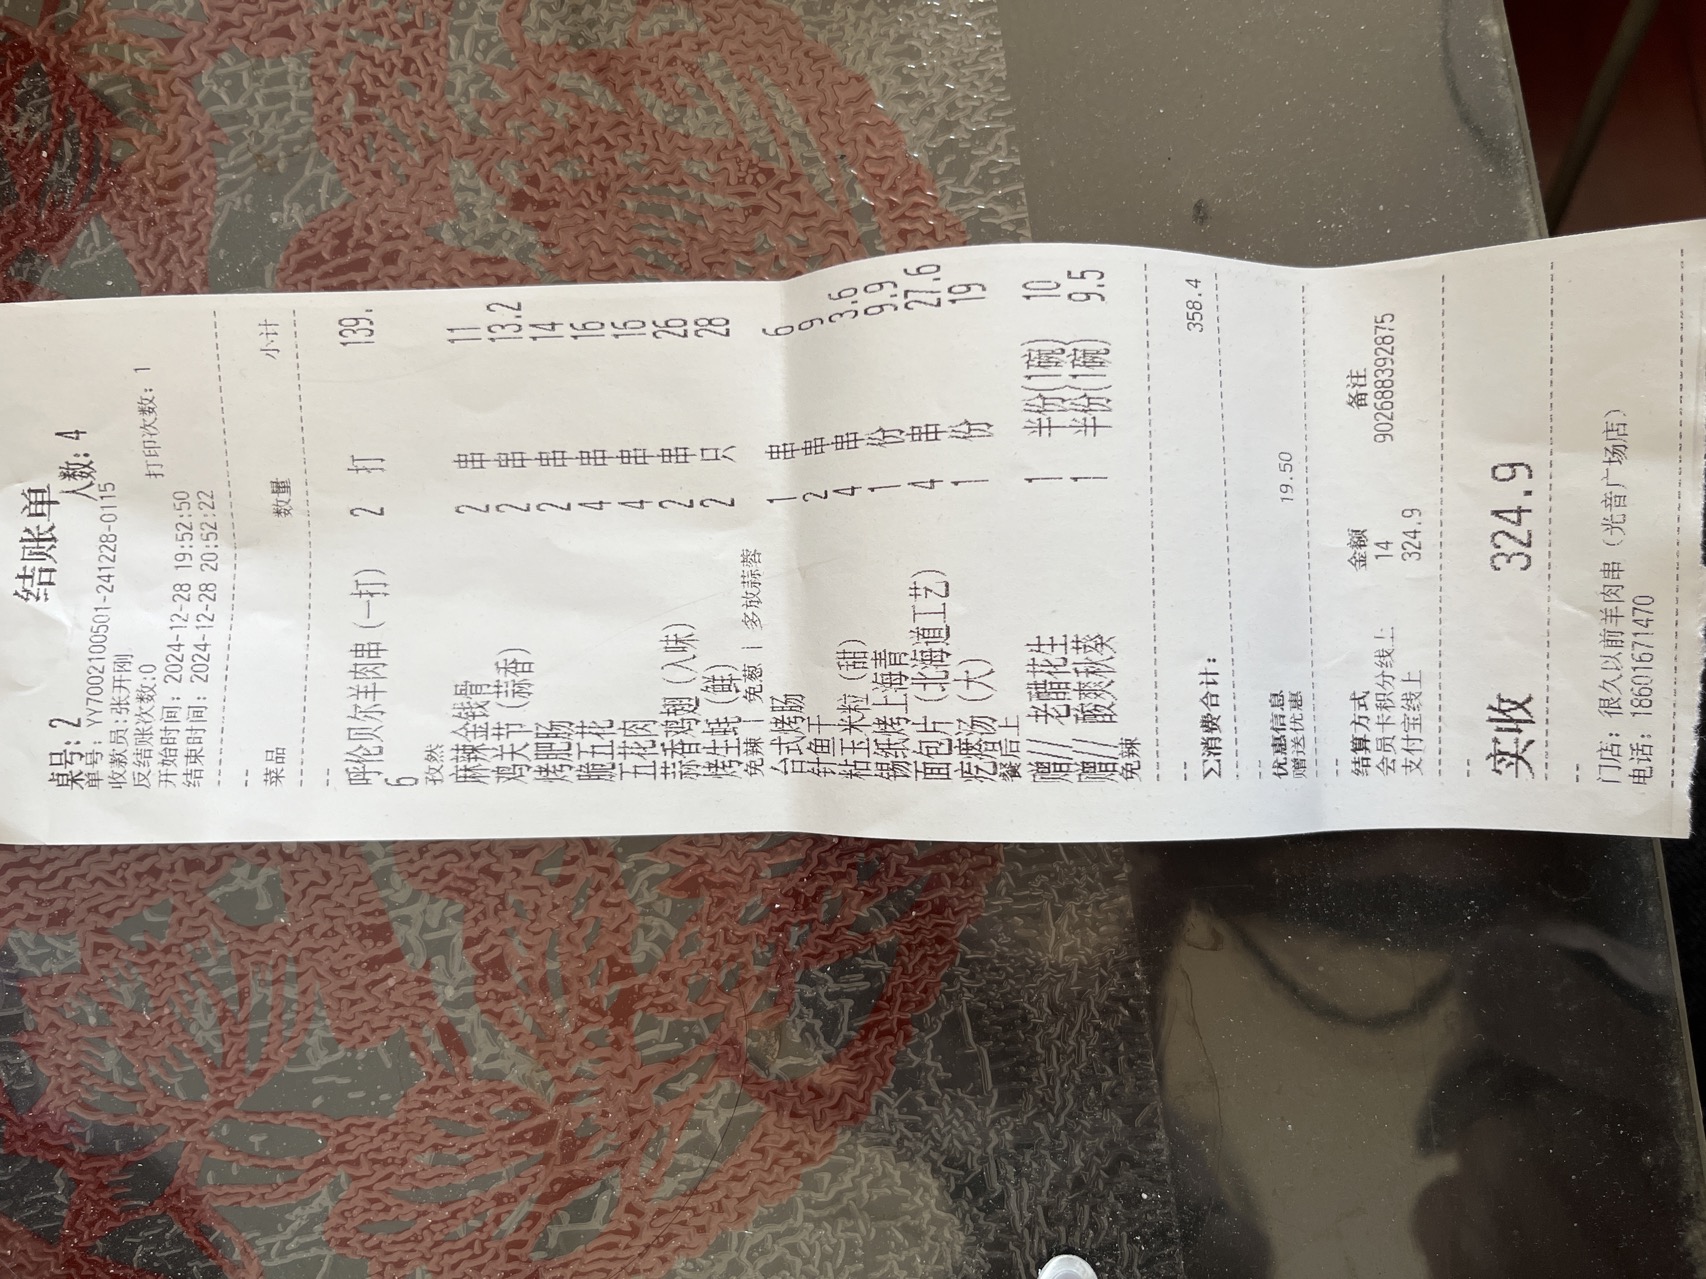 结账单
桌号: 2 人数: 4
单号: YY7002100501-241228-0115
收款员:张开刚
反结账次数:0 打印次数: 1
开始时间: 2024-12-28 19:52:50
结束时间: 2024-12-28 20:52:22
菜品 数量 小计
呼伦贝尔羊肉串(一打) 2 打 139.
6
孜然
麻辣金钱骨 2 串 11
鸡关节(蒜香) 2 串 13.2
烤肥肠 2 串 14
脆五花 4 串 16
五花肉 4 串 16
蒜香鸡翅(入味) 2 串 26
烤生蚝(鲜) 2 只 28
免辣 | 免葱 | 多放蒜蓉
台式烤肠 1 串 6
针鱼干 2 串 9
粘玉米粒(甜) 4 串 3.6
锡纸烤上海青 1 份 9.9
面包片(北海道工艺) 4 串 27.6
疙瘩汤(大) 1 份 19
餐后上
赠// 老醋花生 1 半份(1碗) 10
赠// 酸爽秋葵 1 半份(1碗) 9.5
免辣
Σ消费合计: 358.4
优惠信息
赠送优惠 19.50
结算方式 金额 备注
会员卡积分线上 14 902688392875
支付宝线上 324.9
实收 324.9
门店: 很久以前羊肉串(光音广场店)
电话: 18601671470